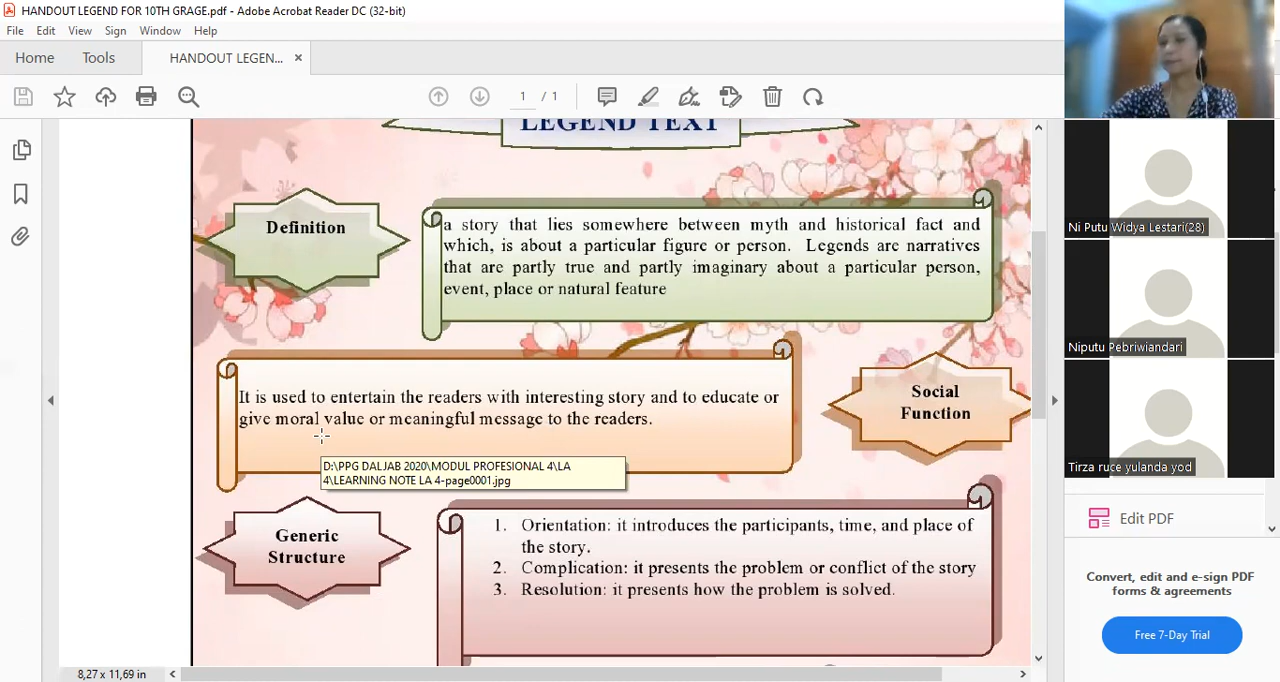 HANDOUT LEGEND FOR 10TH GRAGE.pdf - Adobe Acrobat Reader DC (32-bit)
File Edit View Sign Window Help
Home Tools HANDOUT LEGEN... ×
1 / 1
LEGEND TEXT
Definition
a story that lies somewhere between myth and historical fact and
which, is about a particular figure or person. Legends are narratives
that are partly true and partly imaginary about a particular person,
event, place or natural feature
It is used to entertain the readers with interesting story and to educate or
give moral value or meaningful message to the readers.
Social
Function
D:\PPG DALJAB 2020\MODUL PROFESIONAL 4\LA
4\LEARNING NOTE LA 4-page0001.jpg
Generic
Structure
1. Orientation: it introduces the participants, time, and place of
the story.
2. Complication: it presents the problem or conflict of the story
3. Resolution: it presents how the problem is solved.
8,27 x 11,69 in
Ni Putu Widya Lestari(28)
Niputu Pebriwiandari
Tirza ruce yulanda yod
Edit PDF
Convert, edit and e-sign PDF
forms & agreements
Free 7-Day Trial